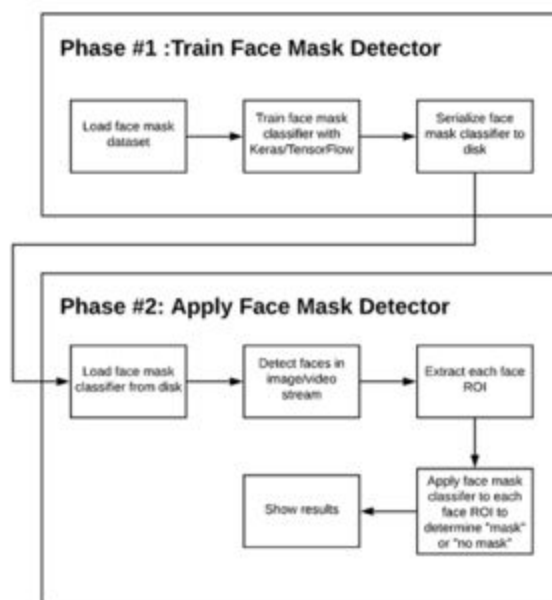 Phase #1 :Train Face Mask Detector
Load face mask
dataset
Train face mask
classifier with
Keras/TensorFlow
Serialize face
mask classifier to
disk
Phase #2: Apply Face Mask Detector
Load face mask
classifier from disk
Detect faces in
image/video
stream
Extract each face
ROI
Show results
Apply face mask
classifer to each
face ROI to
determine "mask"
or "no mask"